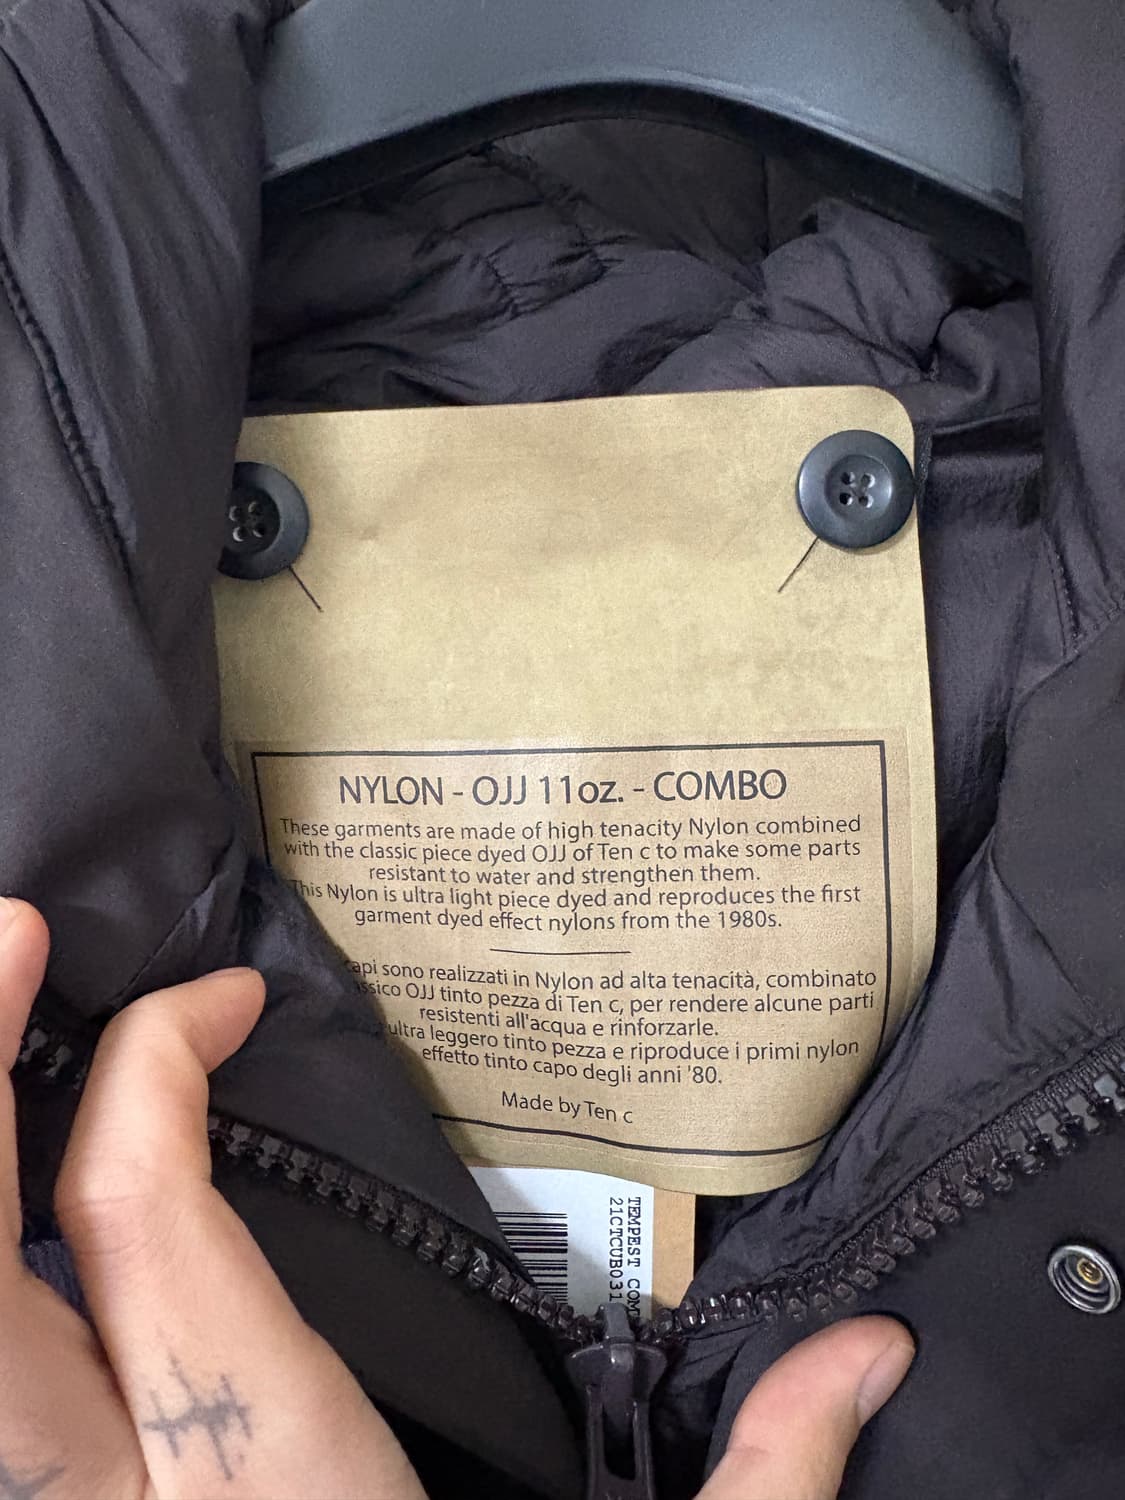 NYLON - OJJ 11oz. - COMBO
These garments are made of high tenacity Nylon combined
with the classic piece dyed OJJ of Ten c to make some parts
resistant to water and strengthen them.
This Nylon is ultra light piece dyed and reproduces the first
garment dyed effect nylons from the 1980s.
capi sono realizzati in Nylon ad alta tenacità, combinato
OJJ tinto pezza di Ten c, per rendere alcune parti
resistenti all'acqua e rinforzarle.
ultra leggero tinto pezza e riproduce i primi nylon
effetto tinto capo degli anni '80.
Made by Ten c
TEMPEST
21CTCUB031